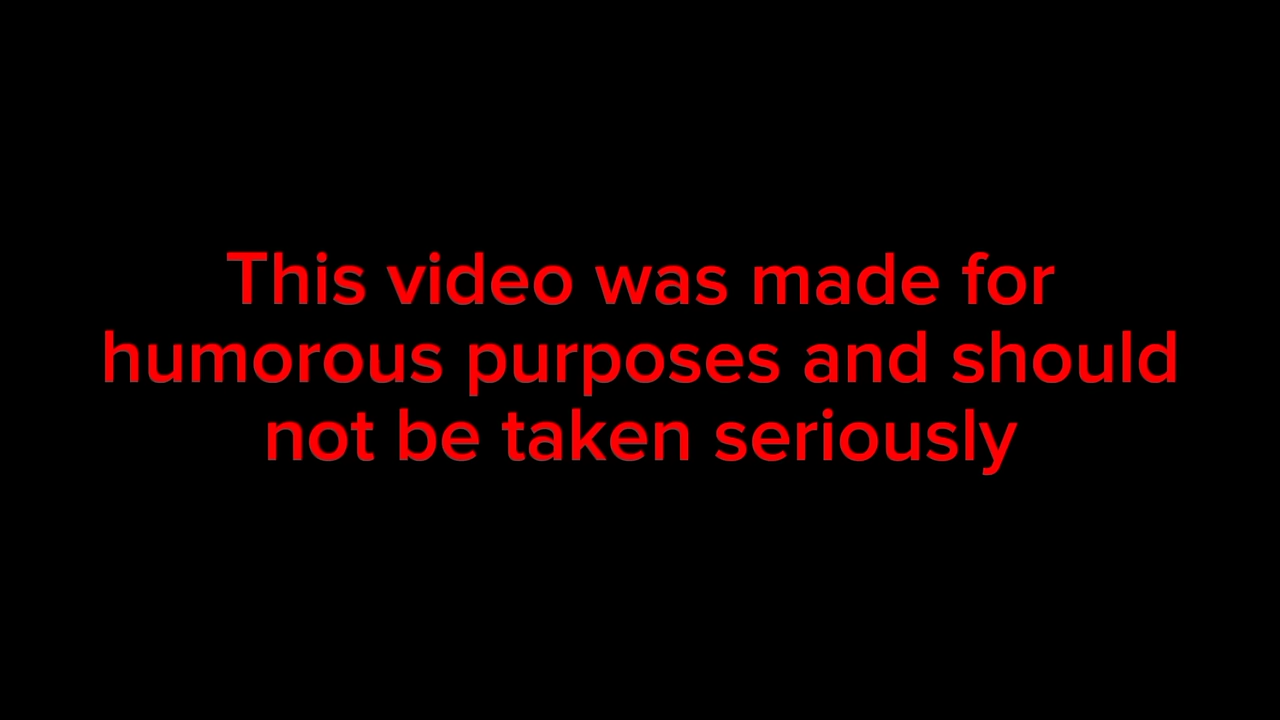 This video was made for
humorous purposes and should
not be taken seriously